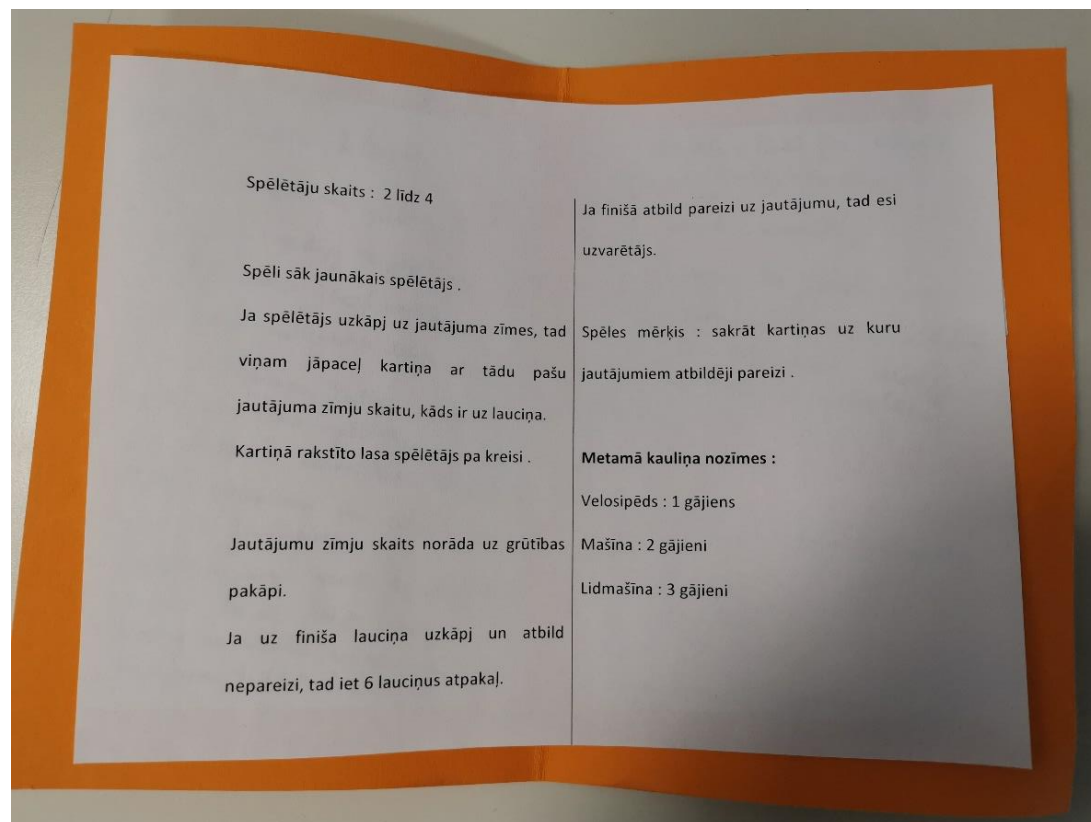 Spēlētāju skaits : 2 līdz 4
Spēli sāk jaunākais spēlētājs .
Ja spēlētājs uzkāpj uz jautājuma zīmes, tad
viņam jāpaceļ kartiņa ar tādu pašu
jautājuma zīmju skaitu, kāds ir uz lauciņa.
Kartiņā rakstīto lasa spēlētājs pa kreisi .
Jautājumu zīmju skaits norāda uz grūtības
pakāpi.
Ja uz finiša lauciņa uzkāpj un atbild
nepareizi, tad iet 6 lauciņus atpakaļ.
Ja finišā atbild pareizi uz jautājumu, tad esi
uzvarētājs.
Spēles mērķis : sakrāt kartiņas uz kuru
jautājumiem atbildēji pareizi .
Metamā kauliņa nozīmes :
Velosipēds : 1 gājiens
Mašīna : 2 gājieni
Lidmašīna : 3 gājieni